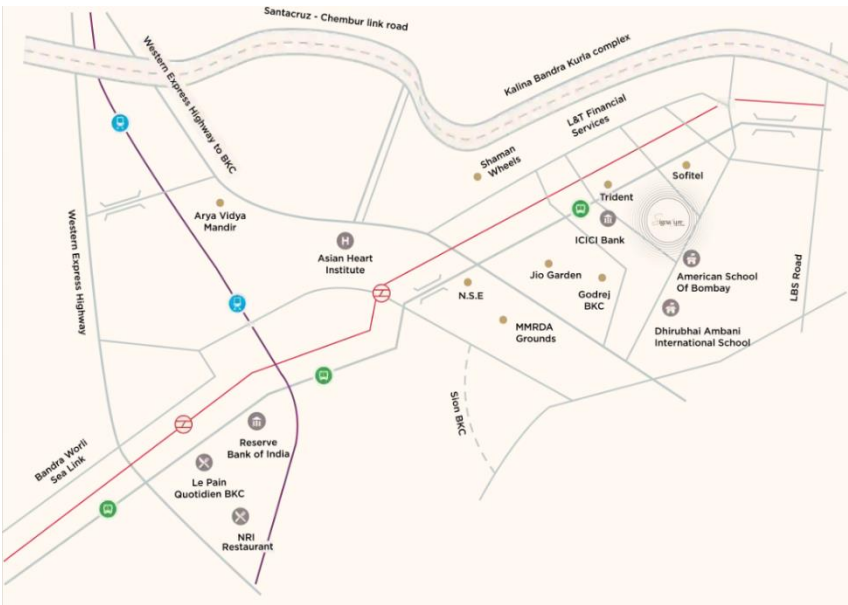 Santacruz - Chembur link road
Kalina Bandra Kurla complex
Western Express Highway to BKC
L&T Financial
Services
Shaman
Wheels
Sofitel
Trident
Arya Vidya
Mandir
ICICI Bank
Asian Heart
Institute
Western Express Highway
American School
Of Bombay
LBS Road
Jio Garden
N.S.E
Godrej
BKC
MMRDA
Grounds
Dhirubhai Ambani
International School
Sion BKC
Reserve
Bank of India
Bandra Worli
Sea Link
Le Pain
Quotidien BKC
NRI
Restaurant
H